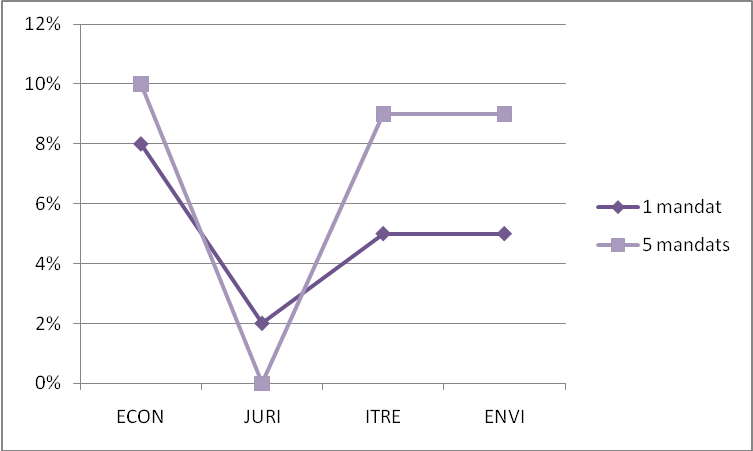 12%
10%
8%
6%
4%
2%
0%
ECON JURI ITRE ENVI
1 mandat
5 mandats